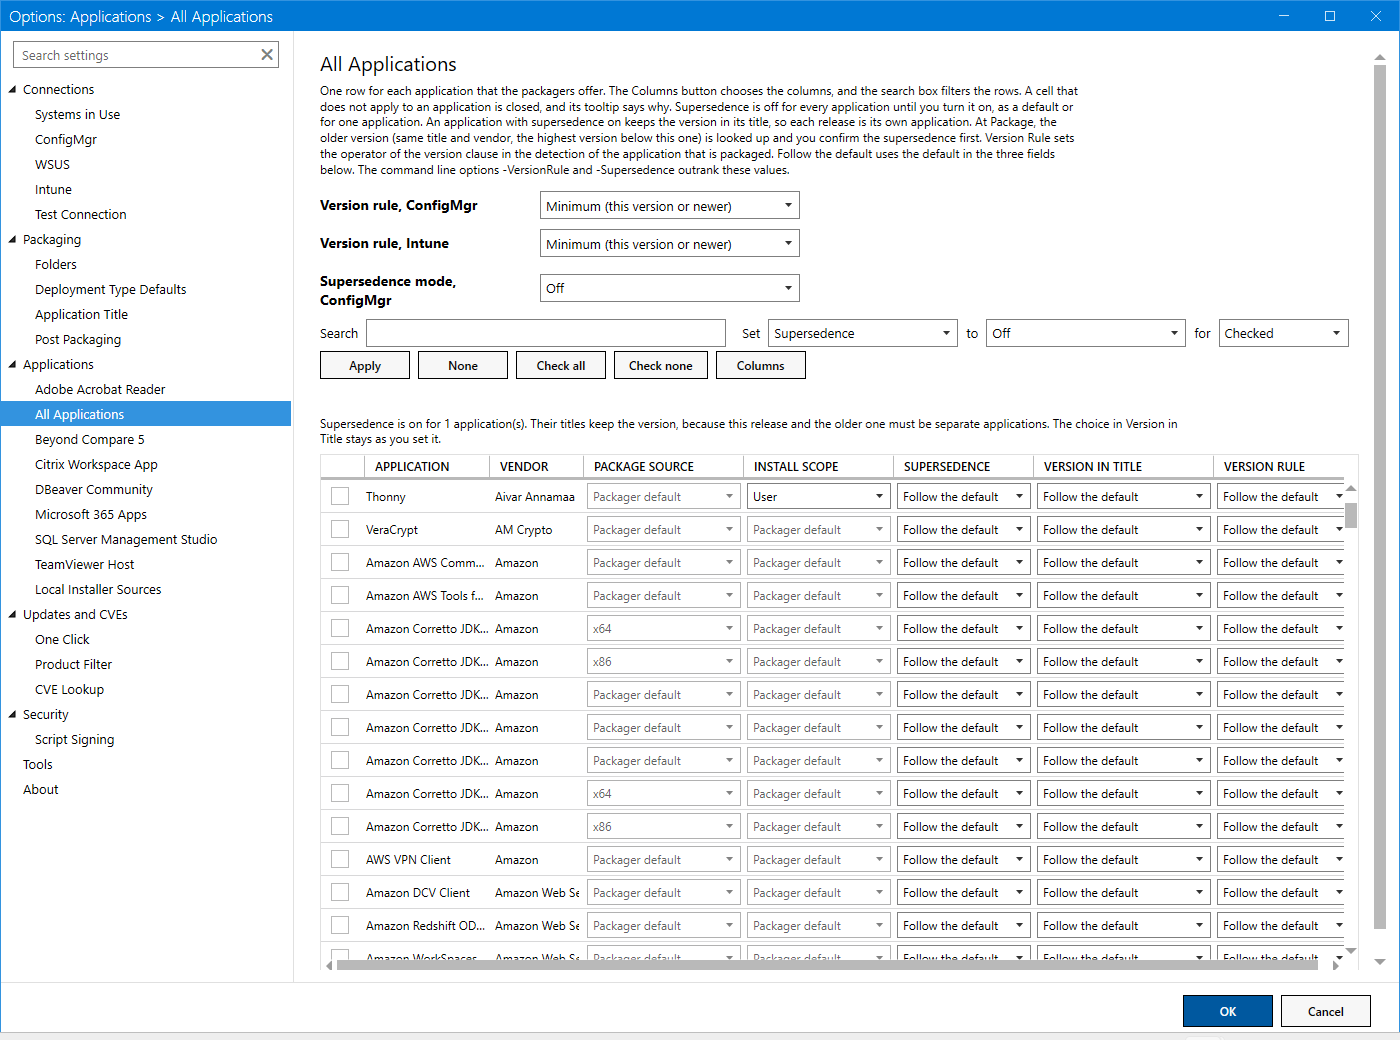 Options: Applications > All Applications
Search settings
Connections
Systems in Use
ConfigMgr
WSUS
Intune
Test Connection
Packaging
Folders
Deployment Type Defaults
Application Title
Post Packaging
Applications
Adobe Acrobat Reader
All Applications
Beyond Compare 5
Citrix Workspace App
DBeaver Community
Microsoft 365 Apps
SQL Server Management Studio
TeamViewer Host
Local Installer Sources
Updates and CVEs
One Click
Product Filter
CVE Lookup
Security
Script Signing
Tools
About
All Applications
One row for each application that the packagers offer. The Columns button chooses the columns, and the search box filters the rows. A cell that
does not apply to an application is closed, and its tooltip says why. Supersedence is off for every application until you turn it on, as a default or
for one application. An application with supersedence on keeps the version in its title, so each release is its own application. At Package, the
older version (same title and vendor, the highest version below this one) is looked up and you confirm the supersedence first. Version Rule sets
the operator of the version clause in the detection of the application that is packaged. Follow the default uses the default in the three fields
below. The command line options -VersionRule and -Supersedence outrank these values.
Version rule, ConfigMgr Minimum (this version or newer)
Version rule, Intune Minimum (this version or newer)
Supersedence mode,
ConfigMgr Off
Search Set Supersedence to Off for Checked
Apply None Check all Check none Columns
Supersedence is on for 1 application(s). Their titles keep the version, because this release and the older one must be separate applications. The choice in Version in
Title stays as you set it.
APPLICATION VENDOR PACKAGE SOURCE INSTALL SCOPE SUPERSEDENCE VERSION IN TITLE VERSION RULE
Thonny Aivar Annamaa Packager default User Follow the default Follow the default Follow the default
VeraCrypt AM Crypto Packager default Packager default Follow the default Follow the default Follow the default
Amazon AWS Comm... Amazon Packager default Packager default Follow the default Follow the default Follow the default
Amazon AWS Tools f... Amazon Packager default Packager default Follow the default Follow the default Follow the default
Amazon Corretto JDK... Amazon x64 Packager default Follow the default Follow the default Follow the default
Amazon Corretto JDK... Amazon x86 Packager default Follow the default Follow the default Follow the default
Amazon Corretto JDK... Amazon Packager default Packager default Follow the default Follow the default Follow the default
Amazon Corretto JDK... Amazon Packager default Packager default Follow the default Follow the default Follow the default
Amazon Corretto JDK... Amazon Packager default Packager default Follow the default Follow the default Follow the default
Amazon Corretto JDK... Amazon x64 Packager default Follow the default Follow the default Follow the default
Amazon Corretto JDK... Amazon x86 Packager default Follow the default Follow the default Follow the default
AWS VPN Client Amazon Packager default Packager default Follow the default Follow the default Follow the default
Amazon DCV Client Amazon Web Se Packager default Packager default Follow the default Follow the default Follow the default
Amazon Redshift OD... Amazon Web Se Packager default Packager default Follow the default Follow the default Follow the default
Amazon WorkSpaces Amazon Web Se Packager default Packager default Follow the default Follow the default Follow the default
OK Cancel